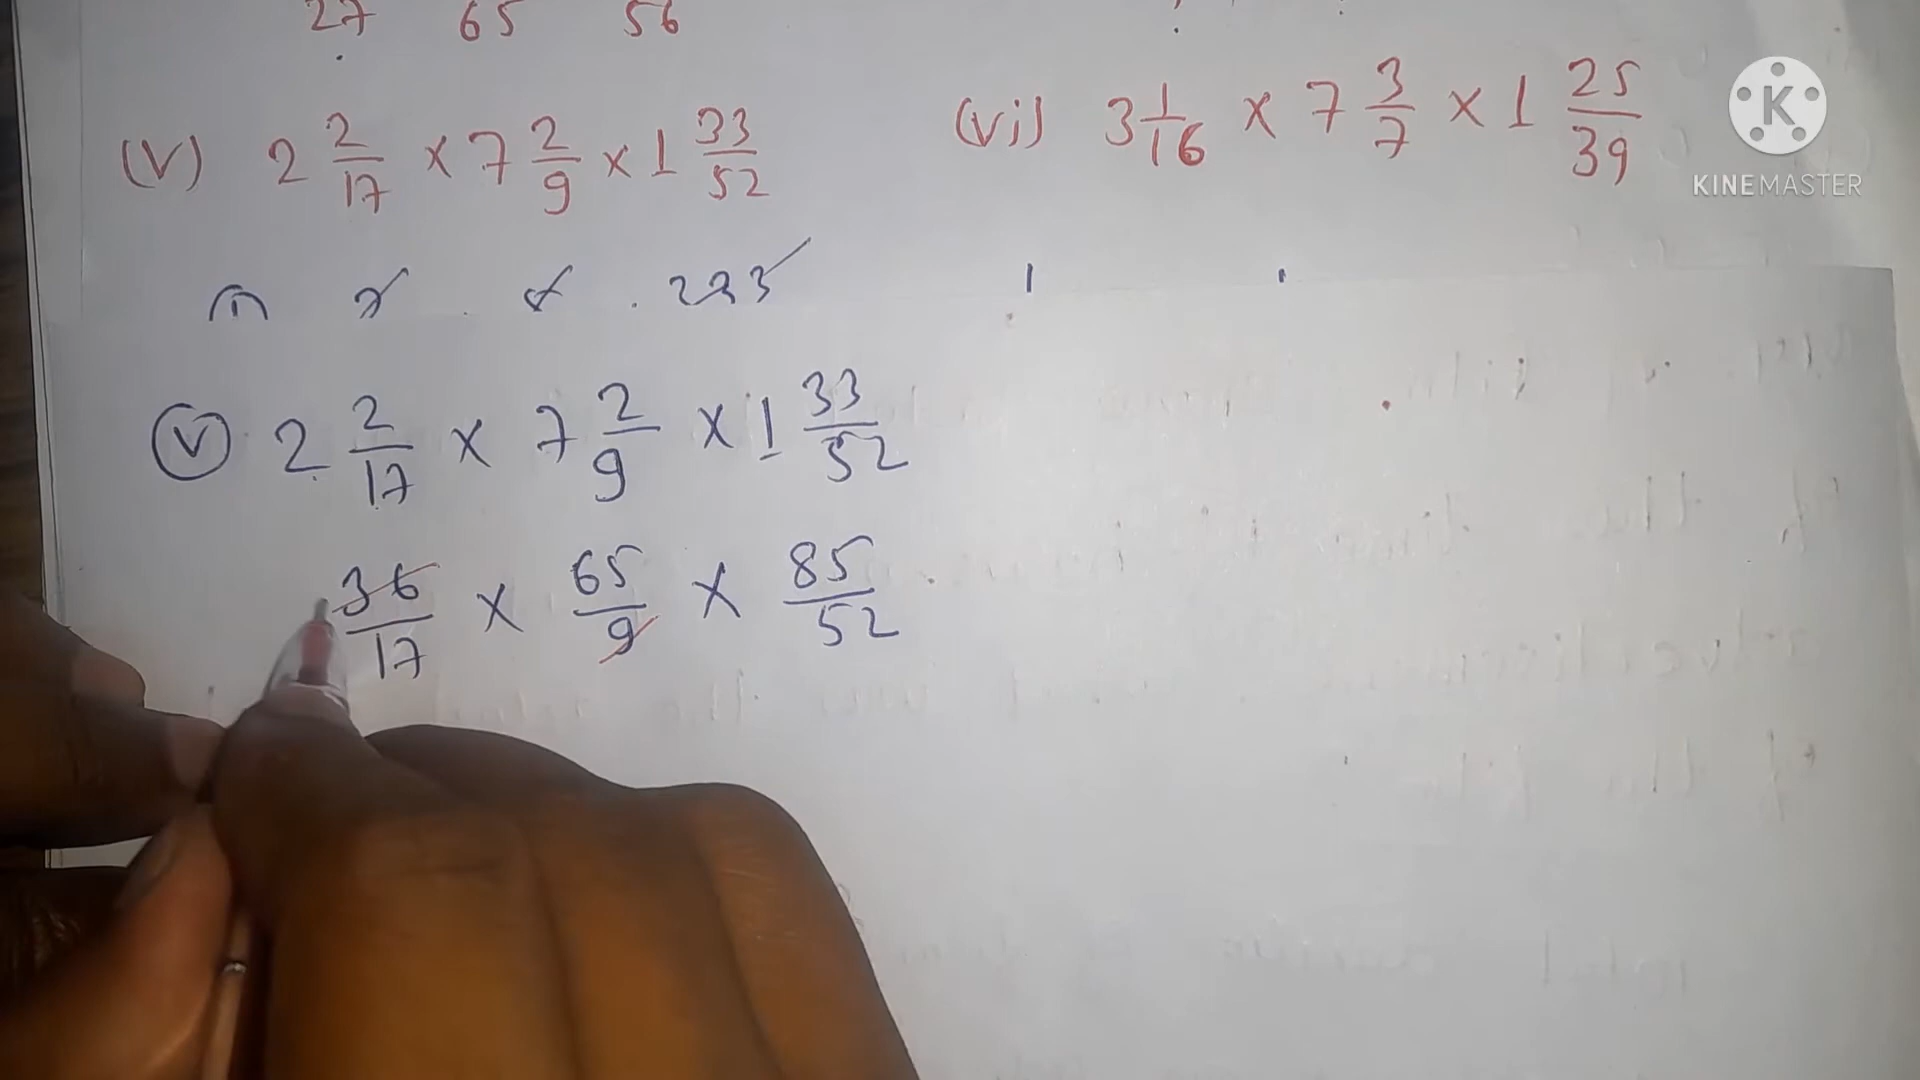 27 65 56
(v) 2 2/17 × 7 2/9 × 1 33/52
(vi) 3 1/16 × 7 3/7 × 1 25/39
K
KINEMASTER
(v) 2 2/17 × 7 2/9 × 1 33/52
36/17 × 65/9 × 85/52